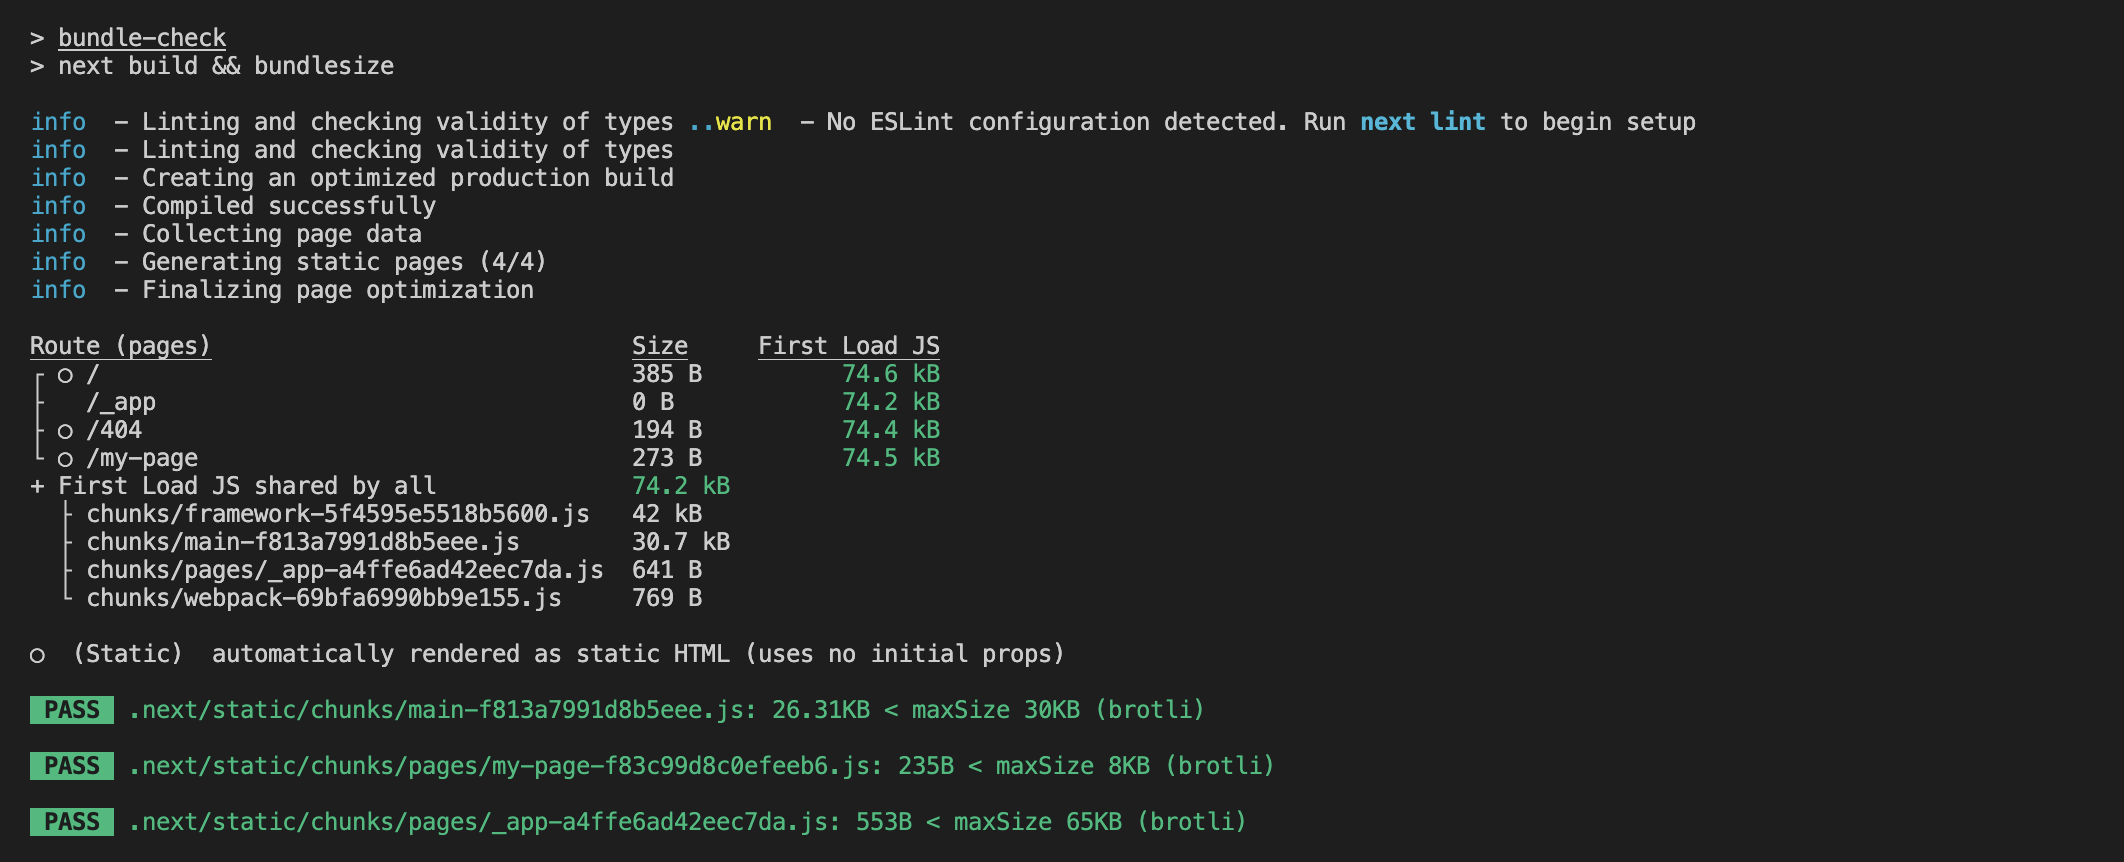 > bundle-check
> next build && bundlesize
info  - Linting and checking validity of types ..warn  - No ESLint configuration detected. Run next lint to begin setup
info  - Linting and checking validity of types
info  - Creating an optimized production build
info  - Compiled successfully
info  - Collecting page data
info  - Generating static pages (4/4)
info  - Finalizing page optimization
Route (pages)                              Size     First Load JS
┌ ○ /                                      385 B          74.6 kB
├   /_app                                  0 B            74.2 kB
├ ○ /404                                   194 B          74.4 kB
└ ○ /my-page                               273 B          74.5 kB
+ First Load JS shared by all              74.2 kB
  ├ chunks/framework-5f4595e5518b5600.js   42 kB
  ├ chunks/main-f813a7991d8b5eee.js        30.7 kB
  ├ chunks/pages/_app-a4ffe6ad42eec7da.js  641 B
  └ chunks/webpack-69bfa6990bb9e155.js     769 B
○  (Static)  automatically rendered as static HTML (uses no initial props)
PASS .next/static/chunks/main-f813a7991d8b5eee.js: 26.31KB < maxSize 30KB (brotli)
PASS .next/static/chunks/pages/my-page-f83c99d8c0efeeb6.js: 235B < maxSize 8KB (brotli)
PASS .next/static/chunks/pages/_app-a4ffe6ad42eec7da.js: 553B < maxSize 65KB (brotli)